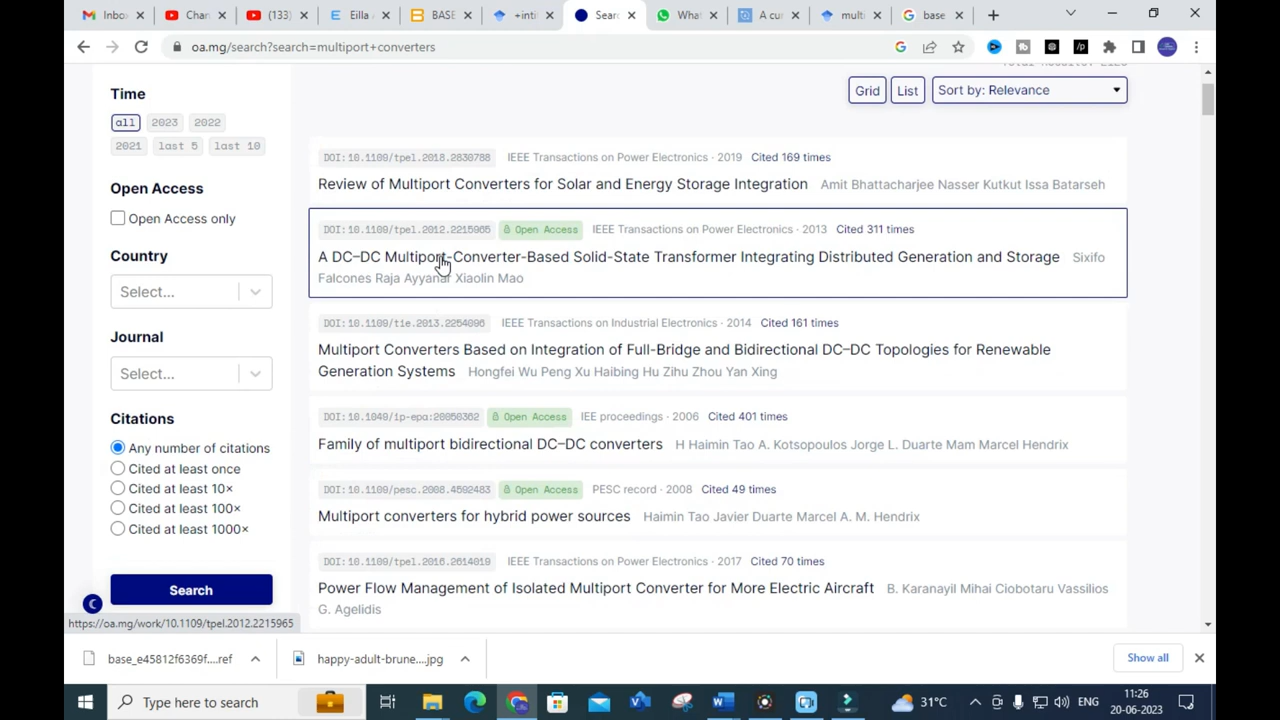 Inbo
Chan
(133)
Eilla
BASE
+inti
Sear
What
A cu
multi
base
oa.mg/search?search=multiport+converters
Time
all
2023
2022
2021
last 5
last 10
Open Access
Open Access only
Country
Select...
Journal
Select...
Citations
Any number of citations
Cited at least once
Cited at least 10×
Cited at least 100×
Cited at least 1000×
Search
Grid
List
Sort by: Relevance
DOI:10.1109/tpel.2018.2830788 IEEE Transactions on Power Electronics · 2019 Cited 169 times
Review of Multiport Converters for Solar and Energy Storage Integration Amit Bhattacharjee Nasser Kutkut Issa Batarseh
DOI:10.1109/tpel.2012.2215965 Open Access IEEE Transactions on Power Electronics · 2013 Cited 311 times
A DC–DC Multiport-Converter-Based Solid-State Transformer Integrating Distributed Generation and Storage Sixifo
Falcones Raja Ayyanar Xiaolin Mao
DOI:10.1109/tie.2013.2254096 IEEE Transactions on Industrial Electronics · 2014 Cited 161 times
Multiport Converters Based on Integration of Full-Bridge and Bidirectional DC–DC Topologies for Renewable
Generation Systems Hongfei Wu Peng Xu Haibing Hu Zihu Zhou Yan Xing
DOI:10.1049/ip-epa:20050362 Open Access IEE proceedings · 2006 Cited 401 times
Family of multiport bidirectional DC–DC converters H Haimin Tao A. Kotsopoulos Jorge L. Duarte Mam Marcel Hendrix
DOI:10.1109/pesc.2008.4592483 Open Access PESC record · 2008 Cited 49 times
Multiport converters for hybrid power sources Haimin Tao Javier Duarte Marcel A. M. Hendrix
DOI:10.1109/tpel.2016.2614019 IEEE Transactions on Power Electronics · 2017 Cited 70 times
Power Flow Management of Isolated Multiport Converter for More Electric Aircraft B. Karanayil Mihai Ciobotaru Vassilios
G. Agelidis
https://oa.mg/work/10.1109/tpel.2012.2215965
base_e45812f6369f....ref
happy-adult-brune....jpg
Show all
Type here to search
31°C
ENG
11:26
20-06-2023